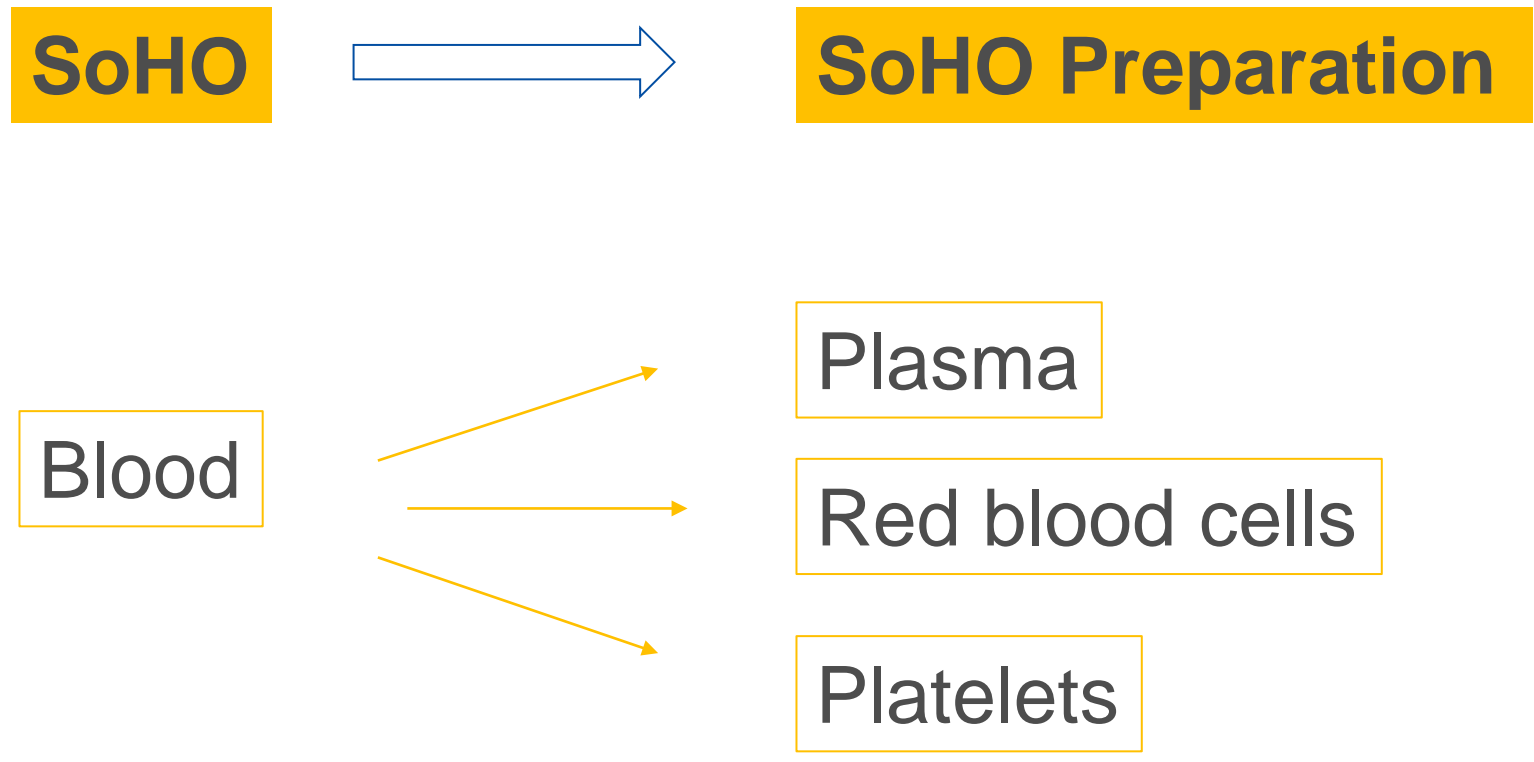 SoHO
SoHO Preparation
Blood
Plasma
Red blood cells
Platelets